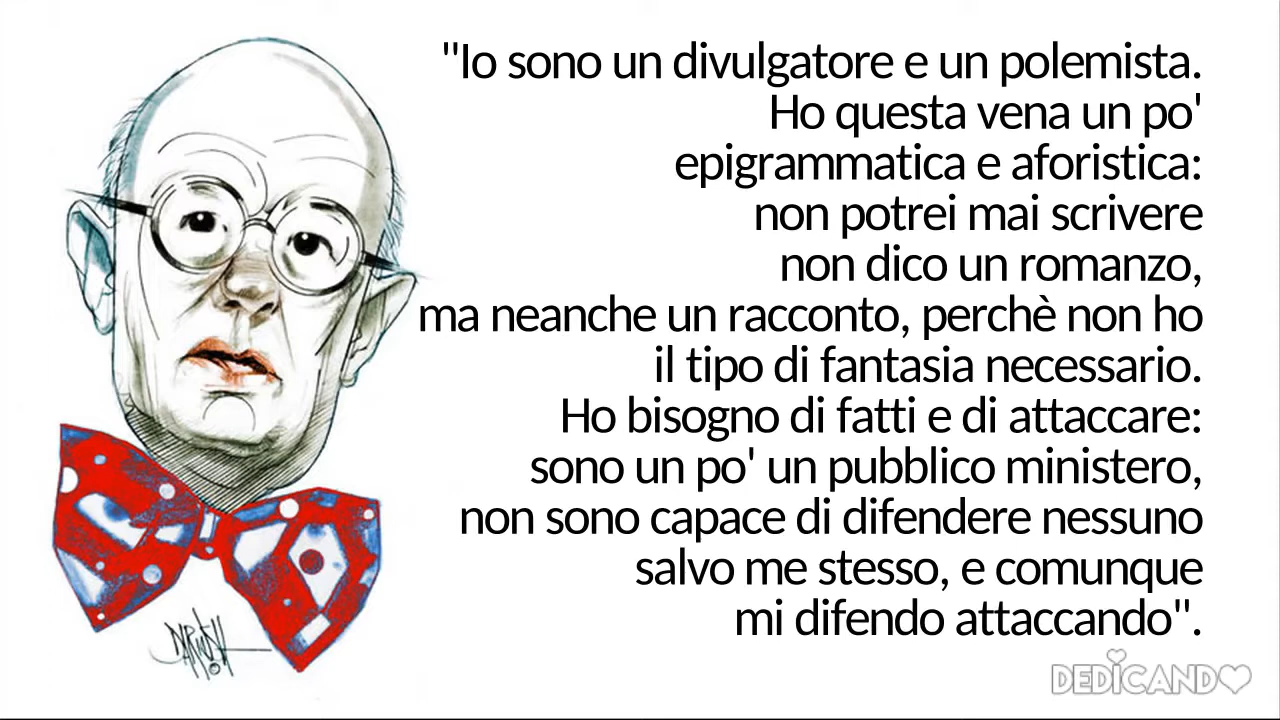 "Io sono un divulgatore e un polemista.
Ho questa vena un po'
epigrammatica e aforistica:
non potrei mai scrivere
non dico un romanzo,
ma neanche un racconto, perchè non ho
il tipo di fantasia necessario.
Ho bisogno di fatti e di attaccare:
sono un po' un pubblico ministero,
non sono capace di difendere nessuno
salvo me stesso, e comunque
mi difendo attaccando".
DEDICANDO